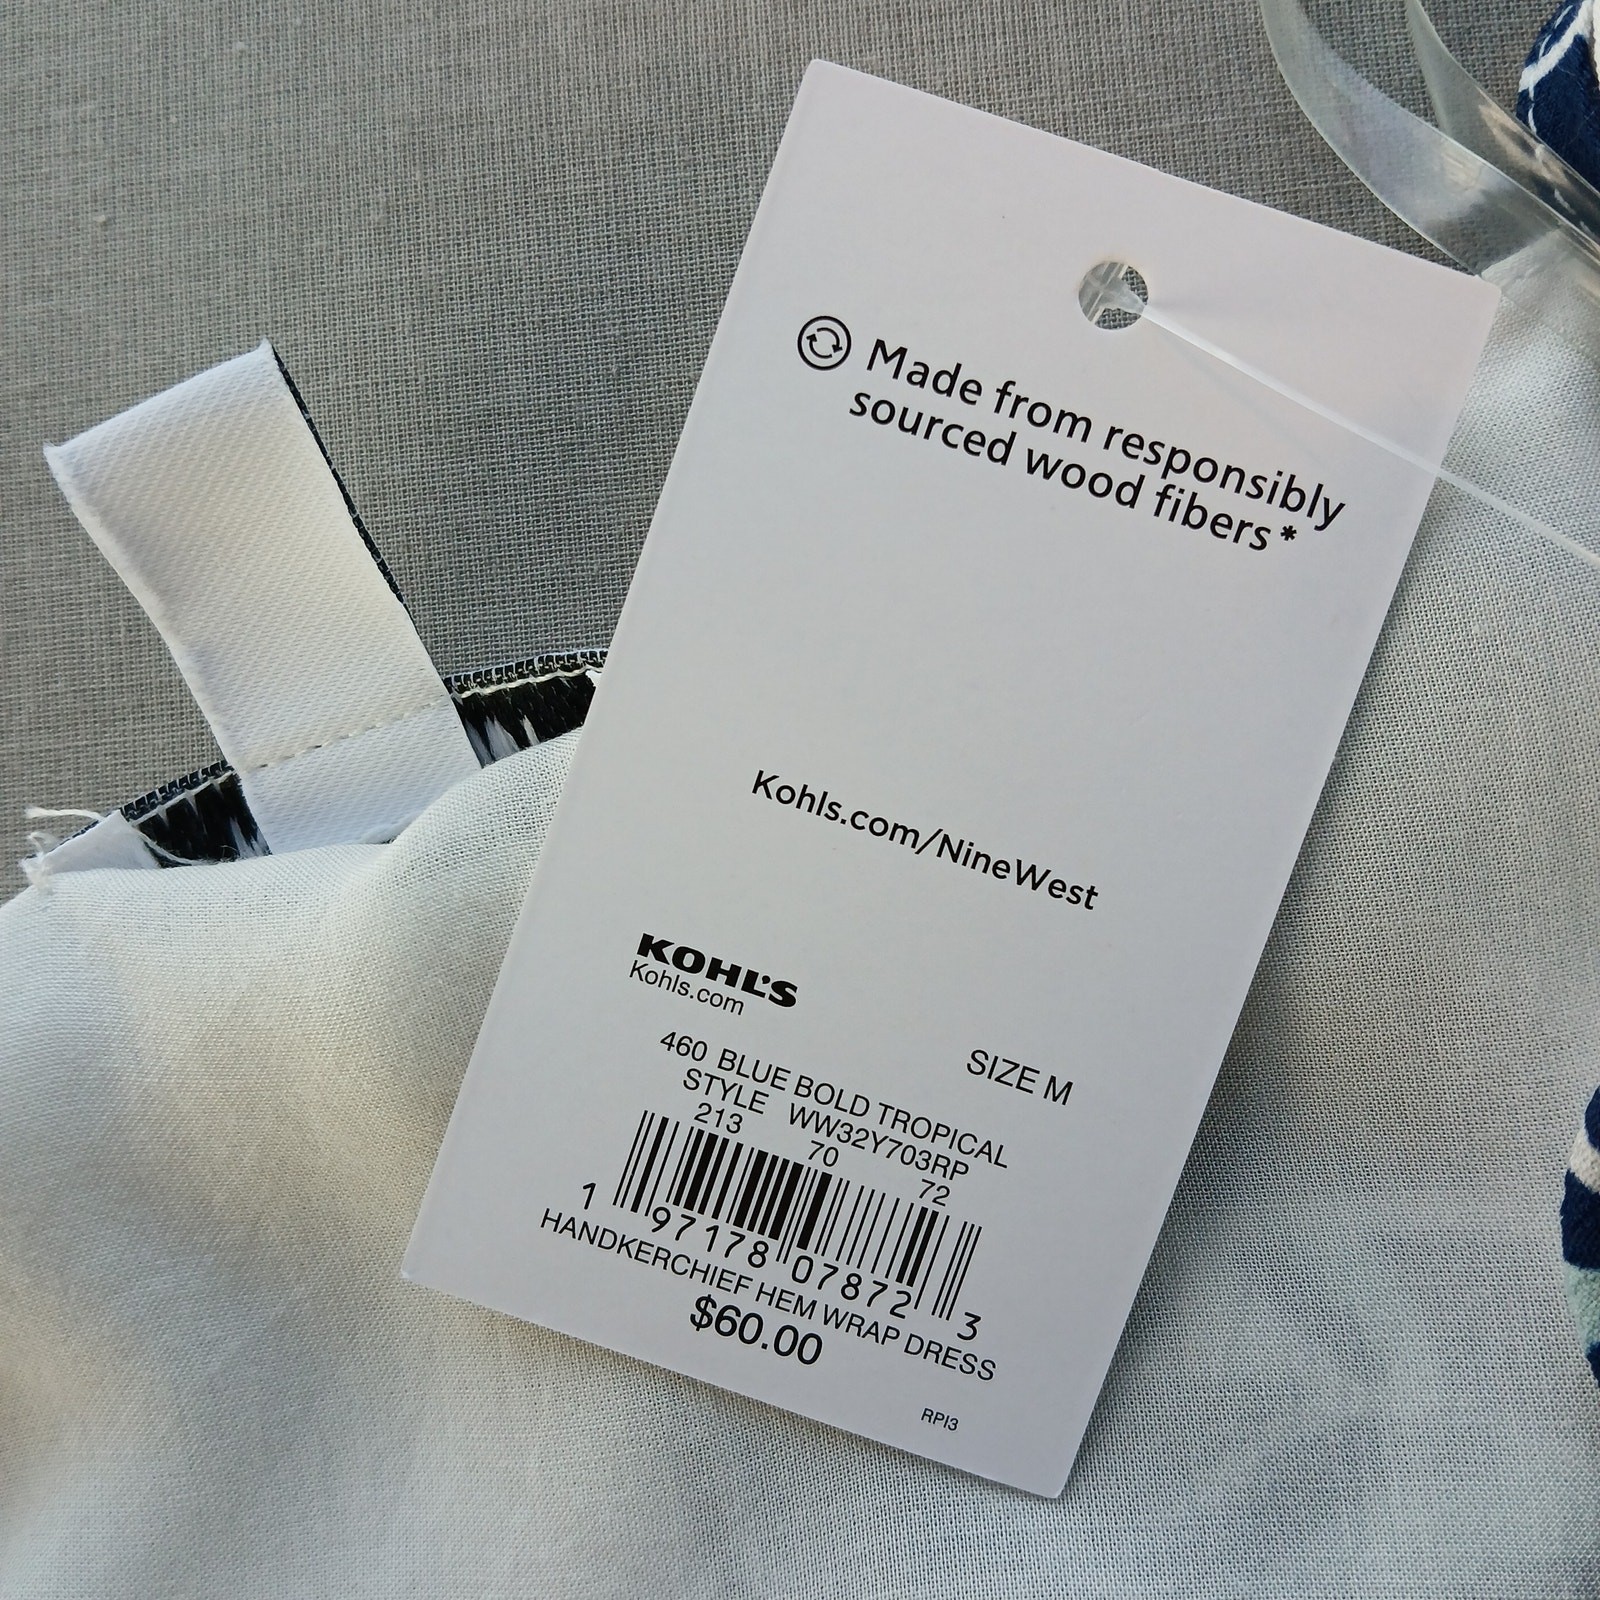 Made from responsibly
sourced wood fibers*
Kohls.com/NineWest
KOHL'S
Kohls.com
SIZE M
460 BLUE BOLD TROPICAL
STYLE WW32Y703RP
213 70 72
1 97178 07872 3
HANDKERCHIEF HEM WRAP DRESS
$60.00
RPI3